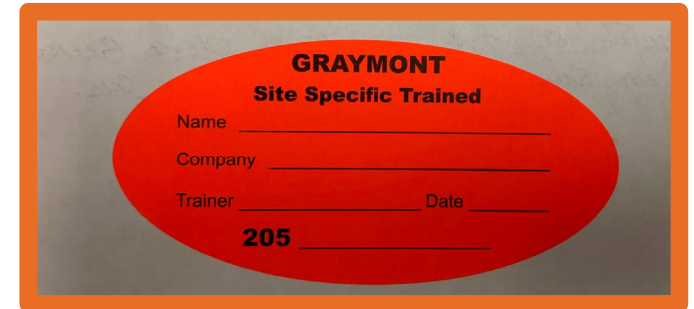 GRAYMONT
Site Specific Trained
Name
Company
Trainer Date
205